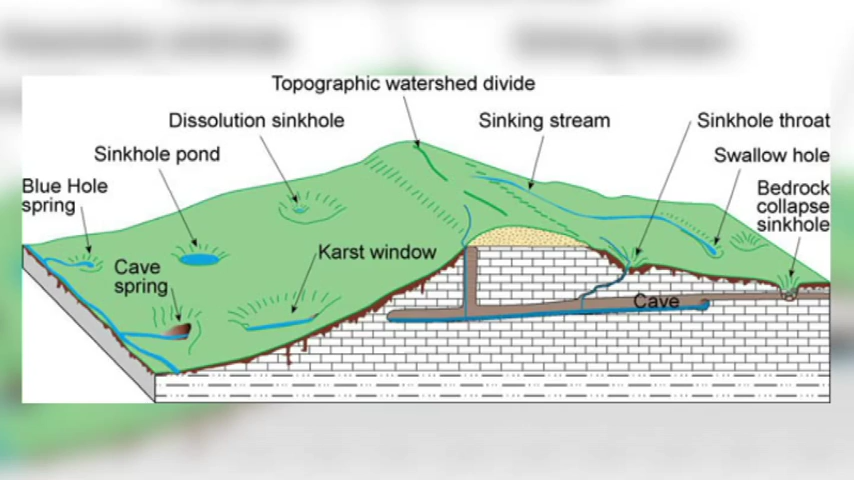 Topographic watershed divide
Dissolution sinkhole
Sinking stream
Sinkhole throat
Sinkhole pond
Swallow hole
Blue Hole
spring
Bedrock
collapse
sinkhole
Karst window
Cave
spring
Cave